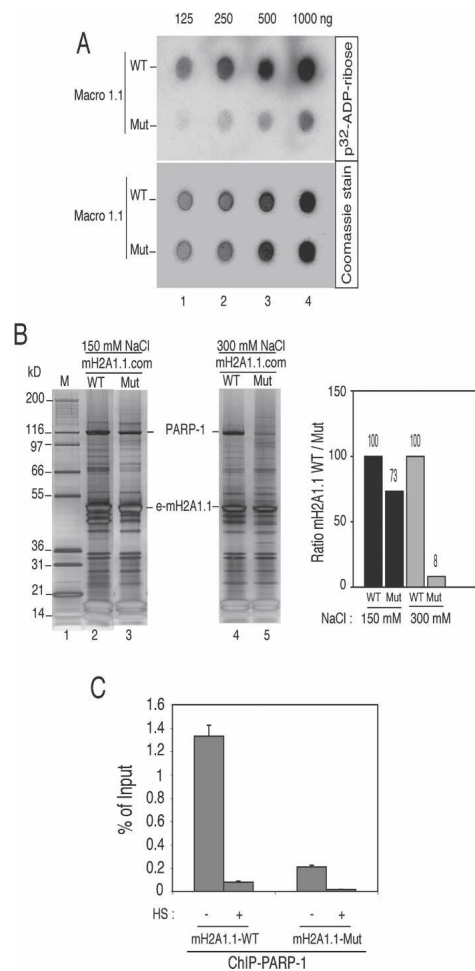 A
125 250 500 1000 ng
Macro 1.1
WT
Mut
p32-ADP-ribose
Macro 1.1
WT
Mut
Coomassie stain
1 2 3 4
B
150 mM NaCl
mH2A1.1.com
kD M WT Mut
200
116
97
66
55
36
31
21
14
PARP-1
e-mH2A1.1
1 2 3
300 mM NaCl
mH2A1.1.com
WT Mut
4 5
Ratio mH2A1.1 WT / Mut
150
100
50
0
100
73
100
8
WT Mut WT Mut
NaCl : 150 mM 300 mM
C
% of Input
1.6
1.4
1.2
1
0.8
0.6
0.4
0.2
0
HS : - + - +
mH2A1.1-WT mH2A1.1-Mut
ChIP-PARP-1